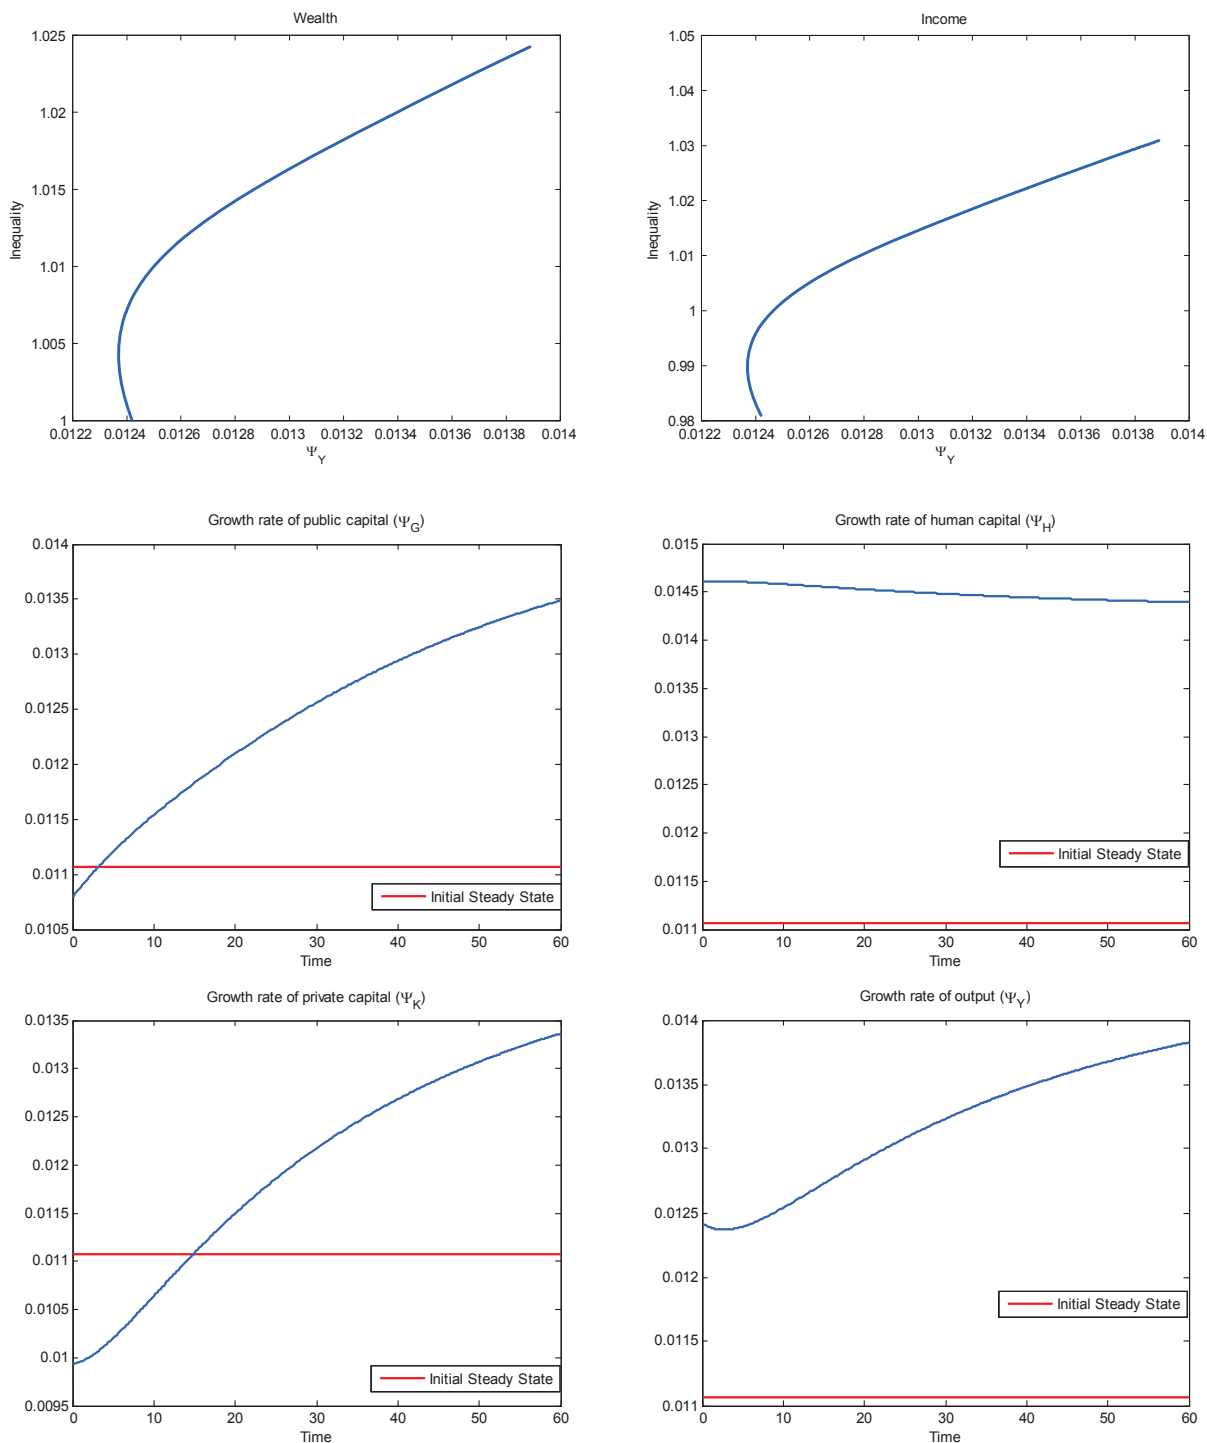 Wealth
1.025
1.02
1.015
1.01
1.005
1
Inequality
0.0122 0.0124 0.0126 0.0128 0.013 0.0132 0.0134 0.0136 0.0138 0.014
Ψ_Y
Income
1.05
1.04
1.03
1.02
1.01
1
0.99
0.98
Inequality
0.0122 0.0124 0.0126 0.0128 0.013 0.0132 0.0134 0.0136 0.0138 0.014
Ψ_Y
Growth rate of public capital (Ψ_G)
0.014
0.0135
0.013
0.0125
0.012
0.0115
0.011
0.0105
Initial Steady State
0 10 20 30 40 50 60
Time
Growth rate of human capital (Ψ_H)
0.015
0.0145
0.014
0.0135
0.013
0.0125
0.012
0.0115
0.011
Initial Steady State
0 10 20 30 40 50 60
Time
Growth rate of private capital (Ψ_K)
0.0135
0.013
0.0125
0.012
0.0115
0.011
0.0105
0.01
0.0095
Initial Steady State
0 10 20 30 40 50 60
Time
Growth rate of output (Ψ_Y)
0.014
0.0135
0.013
0.0125
0.012
0.0115
0.011
Initial Steady State
0 10 20 30 40 50 60
Time